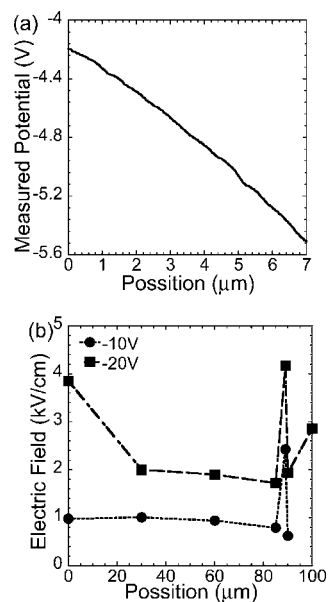 (a)
-4
-4.4
-4.8
-5.2
-5.6
Measured Potential (V)
0 1 2 3 4 5 6 7
Possition (μm)
(b)
5
4
3
2
1
0
Electric Field (kV/cm)
-10V
-20V
0 20 40 60 80 100
Possition (μm)